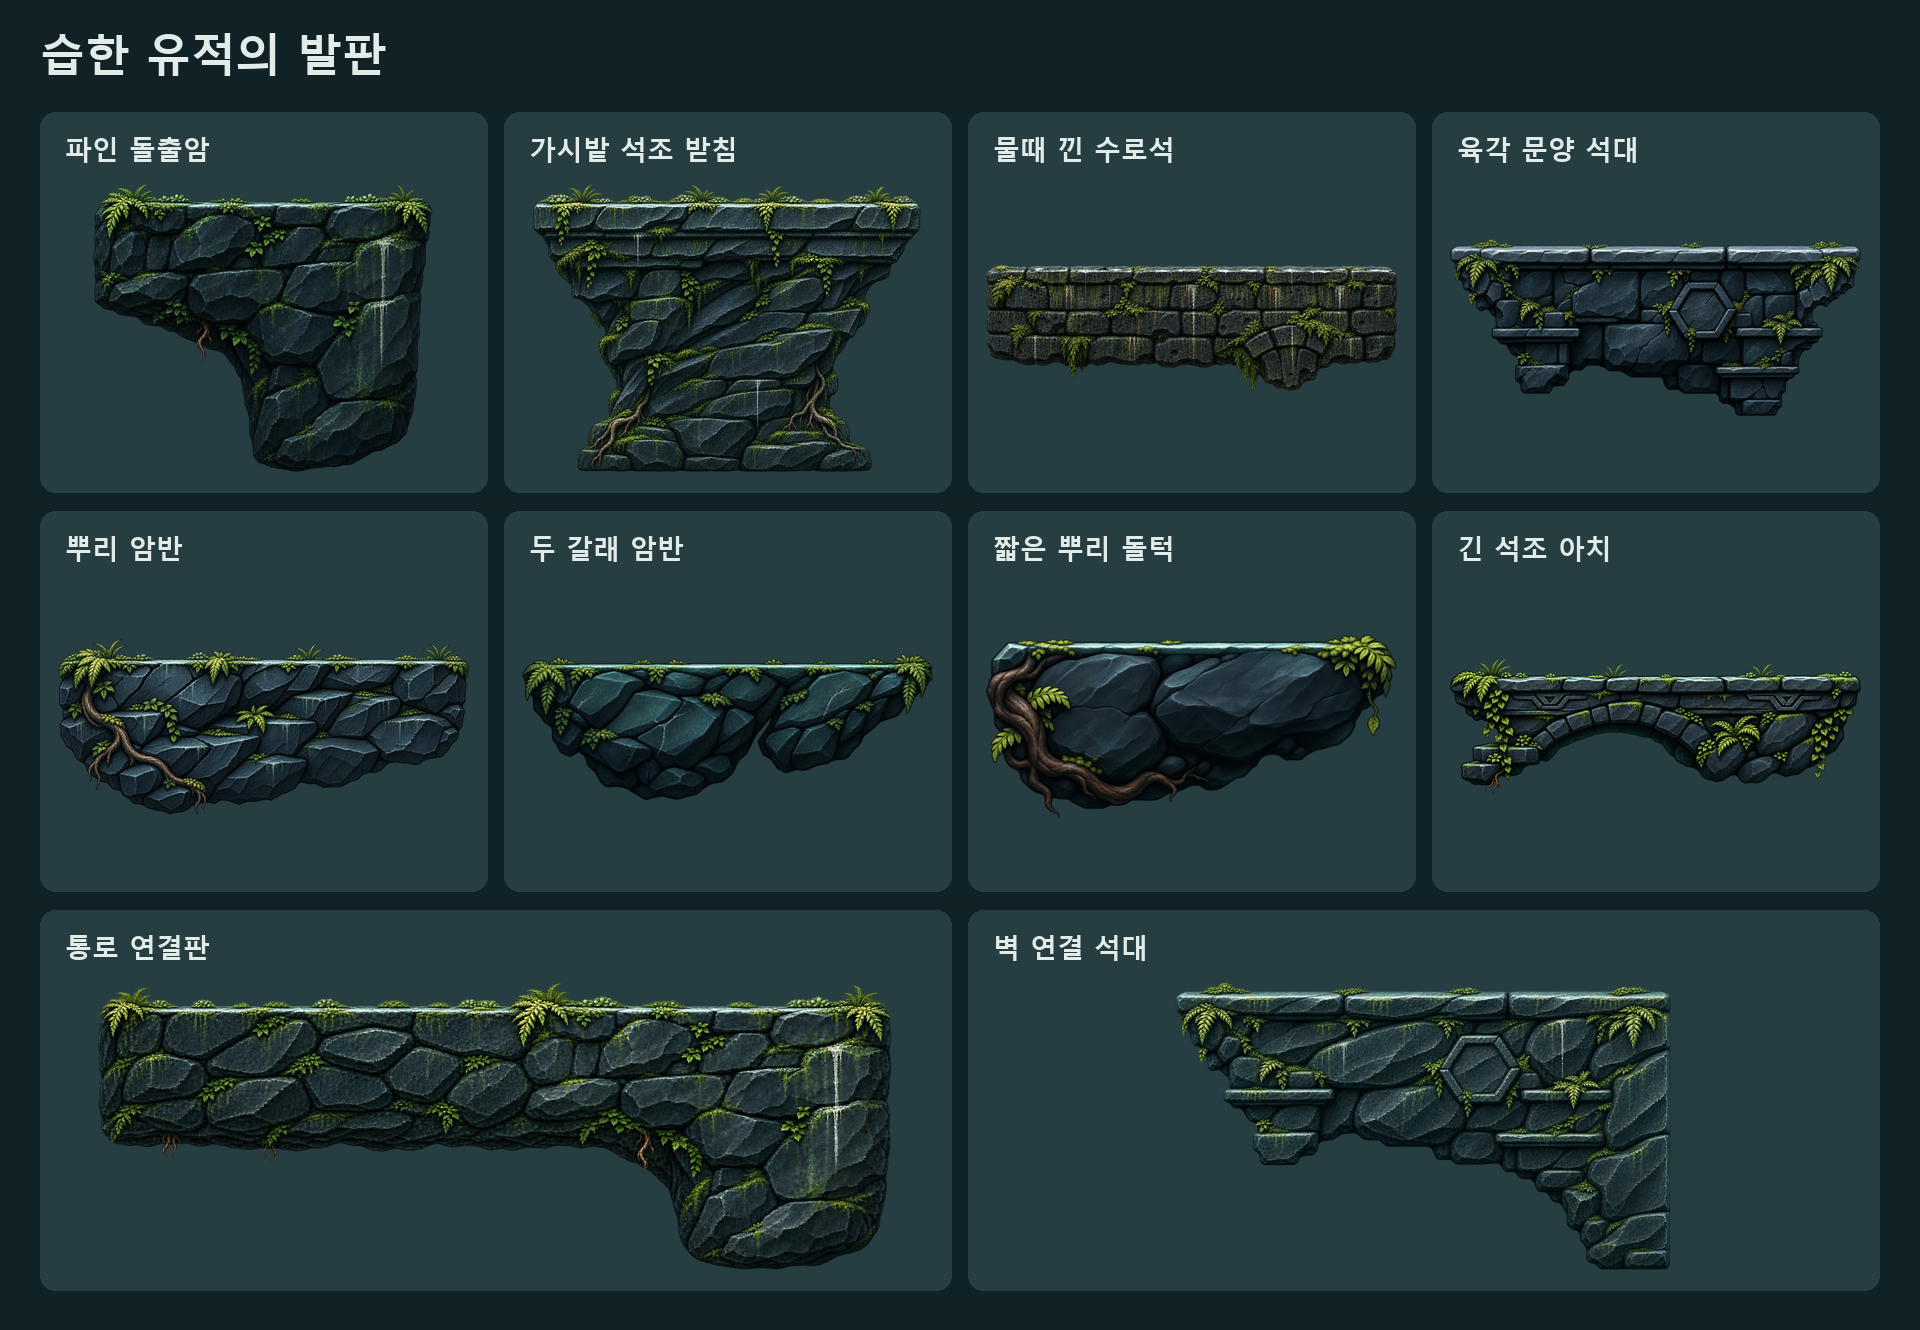 습한 유적의 발판
파인 돌출암
가시밭 석조 받침
물때 낀 수로석
육각 문양 석대
뿌리 암반
두 갈래 암반
짧은 뿌리 돌턱
긴 석조 아치
통로 연결판
벽 연결 석대